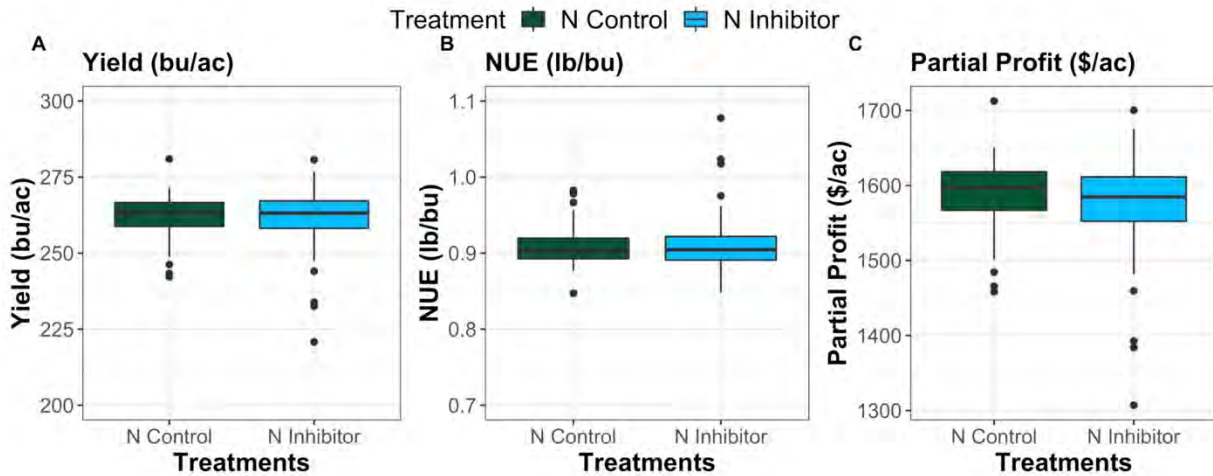 Treatment N Control N Inhibitor
A B C
Yield (bu/ac) NUE (lb/bu) Partial Profit ($/ac)
Yield (bu/ac)
300
275
250
225
200
N Control N Inhibitor
Treatments
NUE (lb/bu)
1.1
1.0
0.9
0.8
0.7
N Control N Inhibitor
Treatments
Partial Profit ($/ac)
1700
1600
1500
1400
1300
N Control N Inhibitor
Treatments